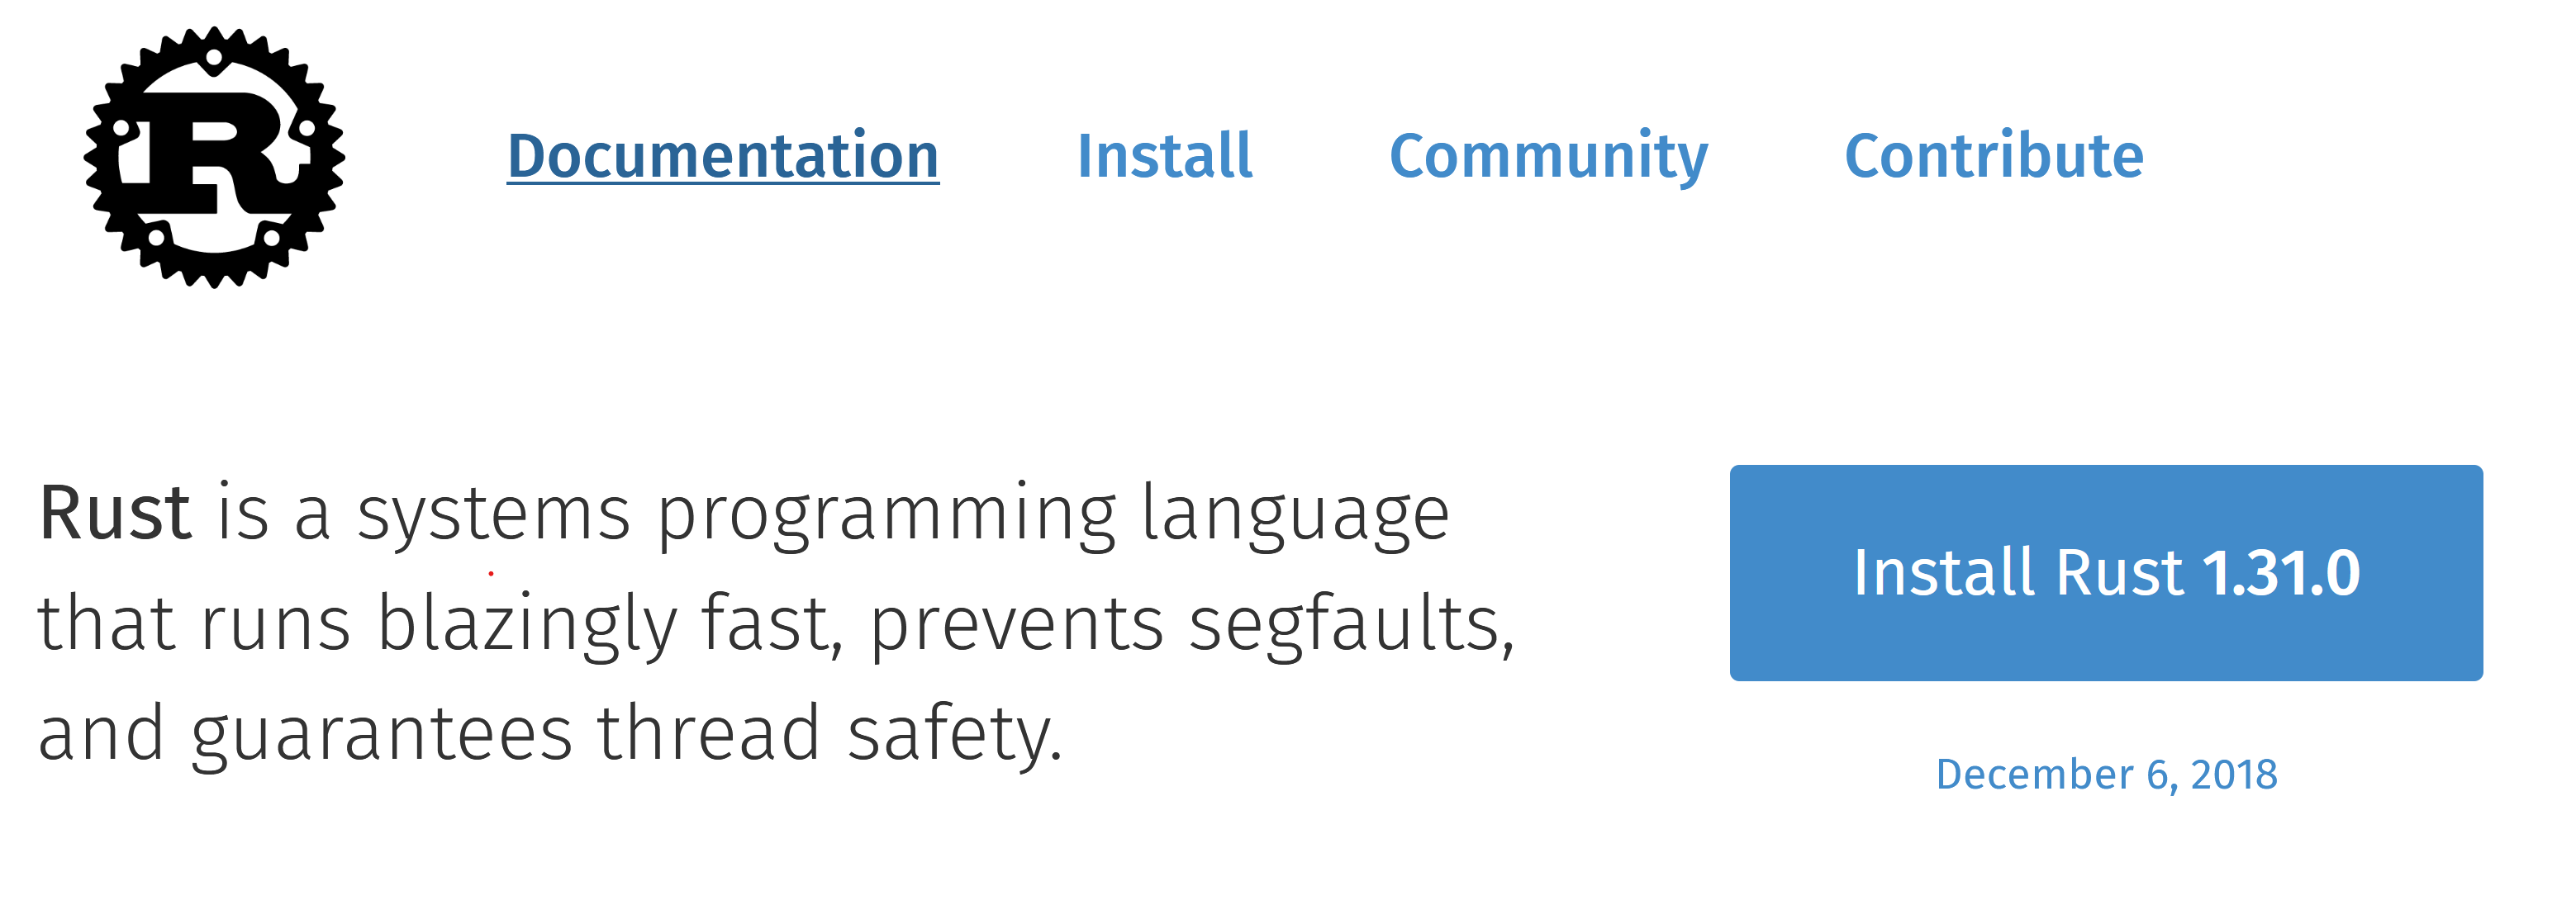 R
Documentation Install Community Contribute
Rust is a systems programming language
that runs blazingly fast, prevents segfaults,
and guarantees thread safety.
Install Rust 1.31.0
December 6, 2018